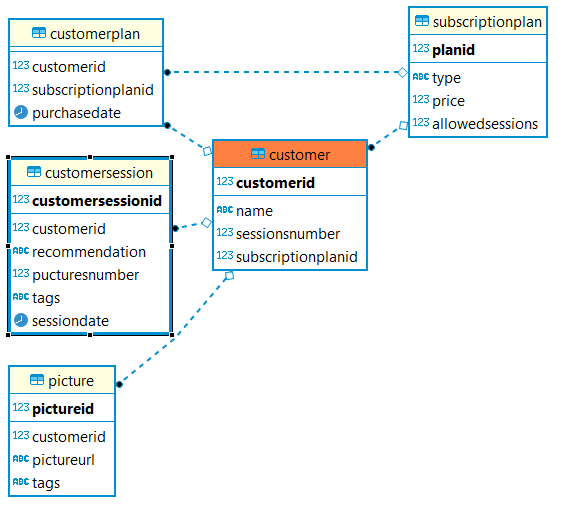 customerplan
123 customerid
123 subscriptionplanid
purchasedate
subscriptionplan
123 planid
ABC type
123 price
123 allowedsessions
customersession
123 customersessionid
123 customerid
ABC recommendation
123 pucturesnumber
ABC tags
sessiondate
customer
123 customerid
ABC name
123 sessionsnumber
123 subscriptionplanid
picture
123 pictureid
123 customerid
ABC pictureurl
ABC tags